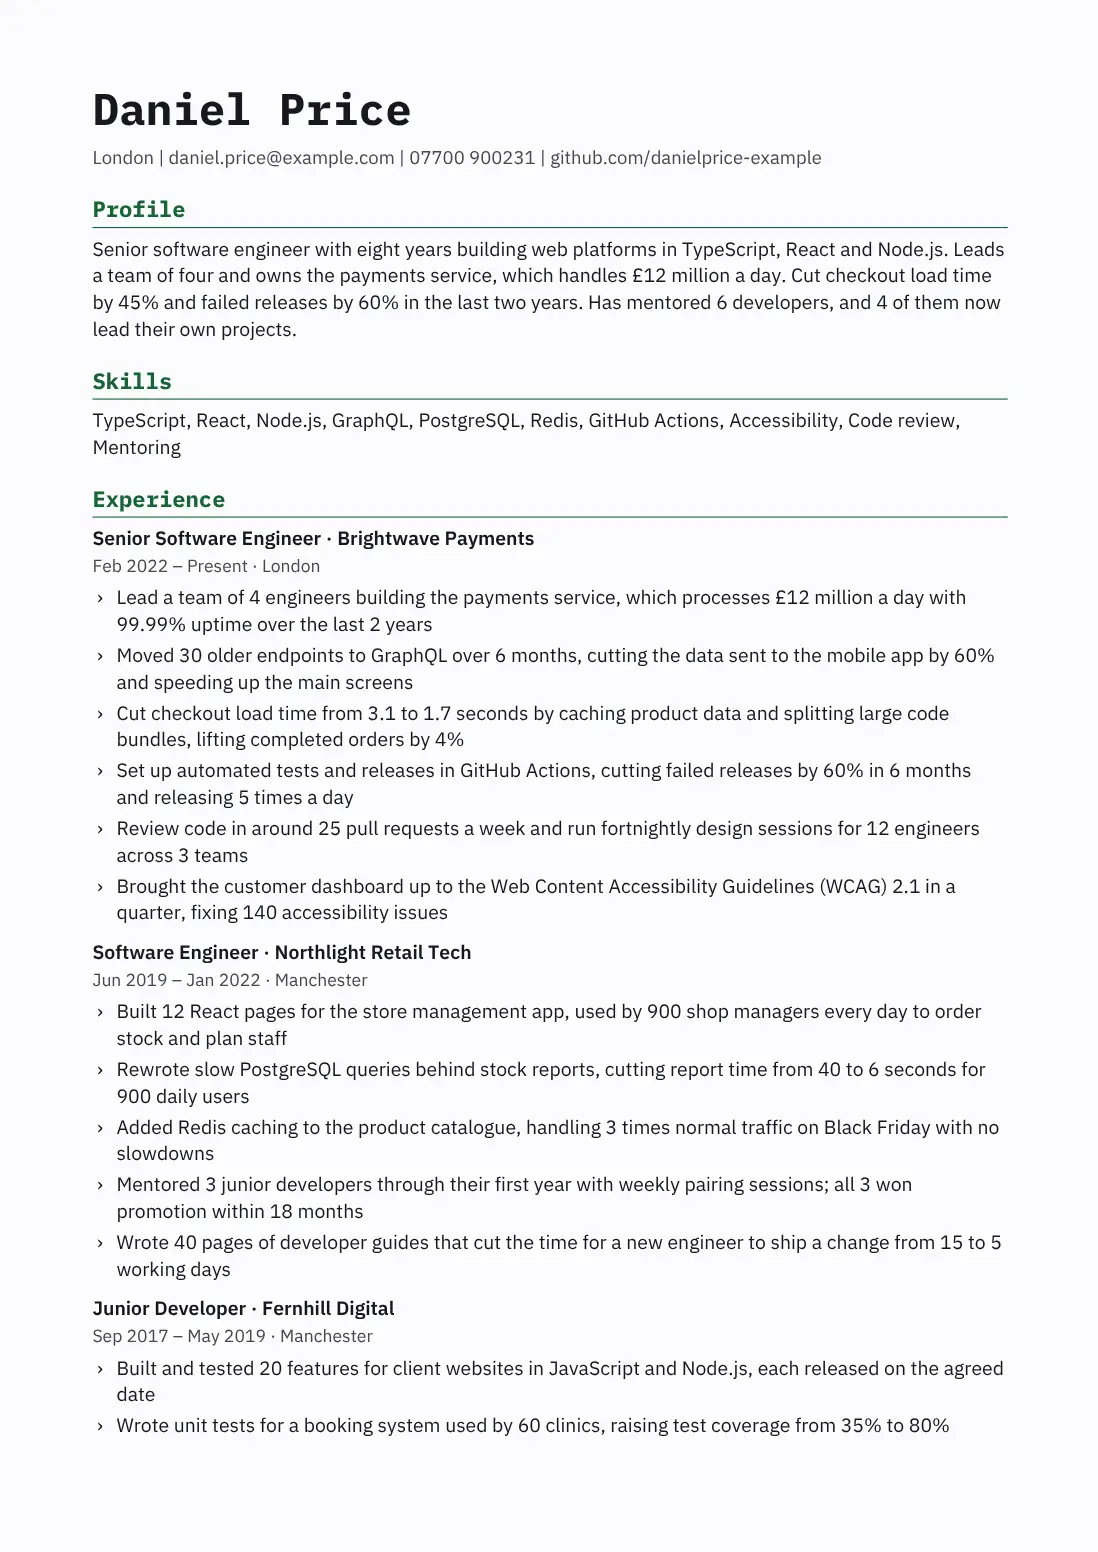 Daniel Price
London | daniel.price@example.com | 07700 900231 | github.com/danielprice-example
Profile
Senior software engineer with eight years building web platforms in TypeScript, React and Node.js. Leads
a team of four and owns the payments service, which handles £12 million a day. Cut checkout load time
by 45% and failed releases by 60% in the last two years. Has mentored 6 developers, and 4 of them now
lead their own projects.
Skills
TypeScript, React, Node.js, GraphQL, PostgreSQL, Redis, GitHub Actions, Accessibility, Code review,
Mentoring
Experience
Senior Software Engineer · Brightwave Payments
Feb 2022 – Present · London
› Lead a team of 4 engineers building the payments service, which processes £12 million a day with
99.99% uptime over the last 2 years
› Moved 30 older endpoints to GraphQL over 6 months, cutting the data sent to the mobile app by 60%
and speeding up the main screens
› Cut checkout load time from 3.1 to 1.7 seconds by caching product data and splitting large code
bundles, lifting completed orders by 4%
› Set up automated tests and releases in GitHub Actions, cutting failed releases by 60% in 6 months
and releasing 5 times a day
› Review code in around 25 pull requests a week and run fortnightly design sessions for 12 engineers
across 3 teams
› Brought the customer dashboard up to the Web Content Accessibility Guidelines (WCAG) 2.1 in a
quarter, fixing 140 accessibility issues
Software Engineer · Northlight Retail Tech
Jun 2019 – Jan 2022 · Manchester
› Built 12 React pages for the store management app, used by 900 shop managers every day to order
stock and plan staff
› Rewrote slow PostgreSQL queries behind stock reports, cutting report time from 40 to 6 seconds for
900 daily users
› Added Redis caching to the product catalogue, handling 3 times normal traffic on Black Friday with no
slowdowns
› Mentored 3 junior developers through their first year with weekly pairing sessions; all 3 won
promotion within 18 months
› Wrote 40 pages of developer guides that cut the time for a new engineer to ship a change from 15 to 5
working days
Junior Developer · Fernhill Digital
Sep 2017 – May 2019 · Manchester
› Built and tested 20 features for client websites in JavaScript and Node.js, each released on the agreed
date
› Wrote unit tests for a booking system used by 60 clinics, raising test coverage from 35% to 80%